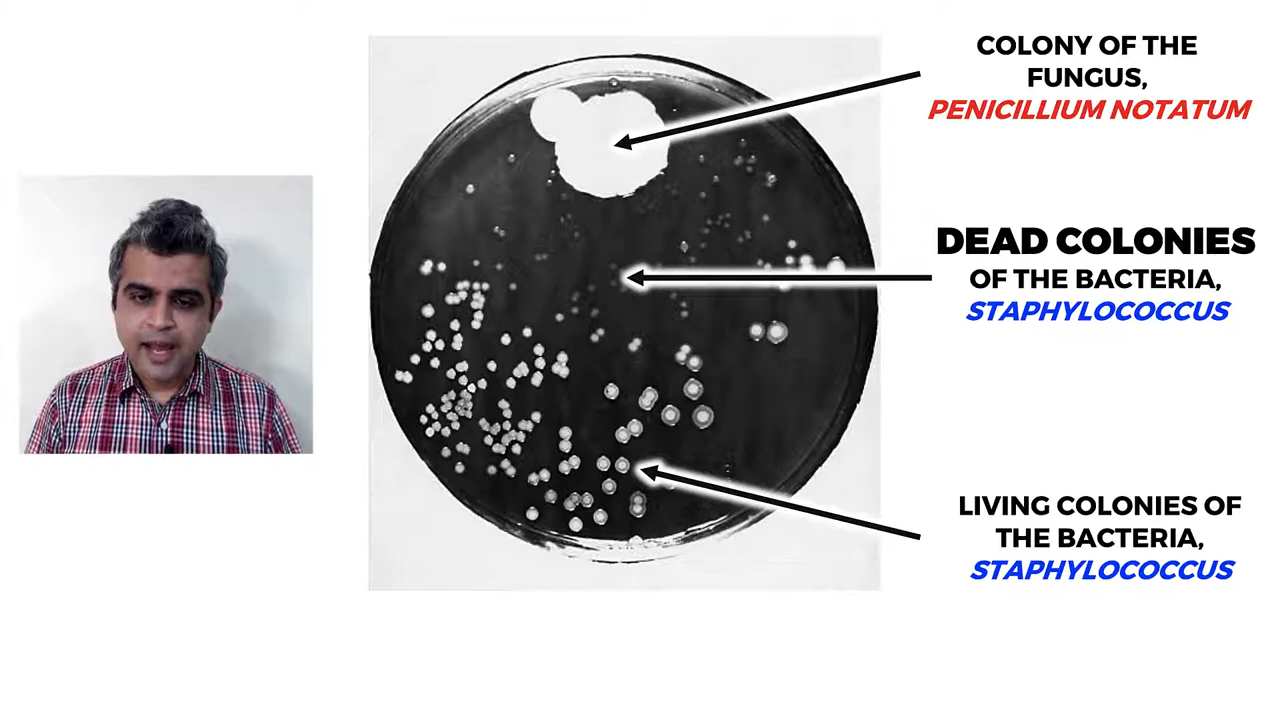 COLONY OF THE
FUNGUS,
PENICILLIUM NOTATUM
DEAD COLONIES
OF THE BACTERIA,
STAPHYLOCOCCUS
LIVING COLONIES OF
THE BACTERIA,
STAPHYLOCOCCUS